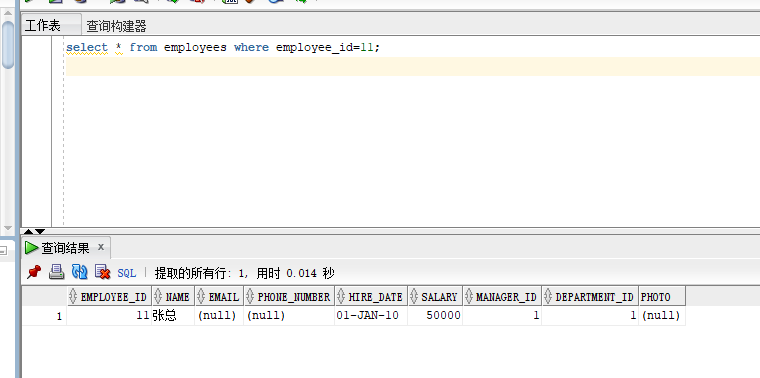 工作表 查询构建器
select * from employees where employee_id=11;
查询结果 x
SQL | 提取的所有行: 1, 用时 0.014 秒
EMPLOYEE_ID NAME EMAIL PHONE_NUMBER HIRE_DATE SALARY MANAGER_ID DEPARTMENT_ID PHOTO
1 11 张总 (null) (null) 01-JAN-10 50000 1 1 (null)